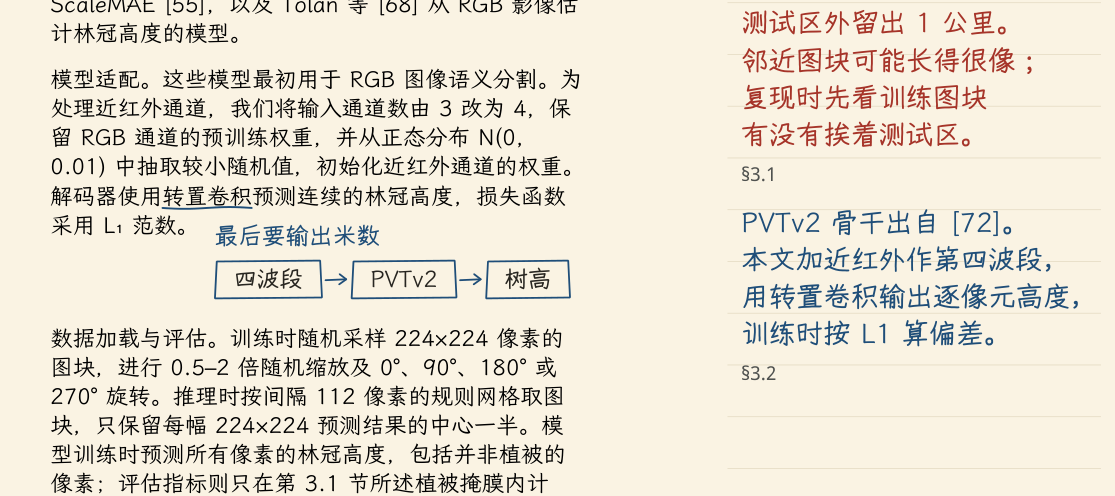 ScaleMAE [55]，以及 Tolan 等 [68] 从 RGB 影像估
计林冠高度的模型。
模型适配。这些模型最初用于 RGB 图像语义分割。为
处理近红外通道，我们将输入通道数由 3 改为 4，保
留 RGB 通道的预训练权重，并从正态分布 N(0,
0.01) 中抽取较小随机值，初始化近红外通道的权重。
解码器使用转置卷积预测连续的林冠高度，损失函数
采用 L₁ 范数。
最后要输出米数
四波段 → PVTv2 → 树高
数据加载与评估。训练时随机采样 224×224 像素的
图块，进行 0.5–2 倍随机缩放及 0°、90°、180° 或
270° 旋转。推理时按间隔 112 像素的规则网格取图
块，只保留每幅 224×224 预测结果的中心一半。模
型训练时预测所有像素的林冠高度，包括并非植被的
像素；评估指标则只在第 3.1 节所述植被掩膜内计
测试区外留出 1 公里。
邻近图块可能长得很像；
复现时先看训练图块
有没有挨着测试区。
§3.1
PVTv2 骨干出自 [72]。
本文加近红外作第四波段，
用转置卷积输出逐像元高度，
训练时按 L1 算偏差。
§3.2